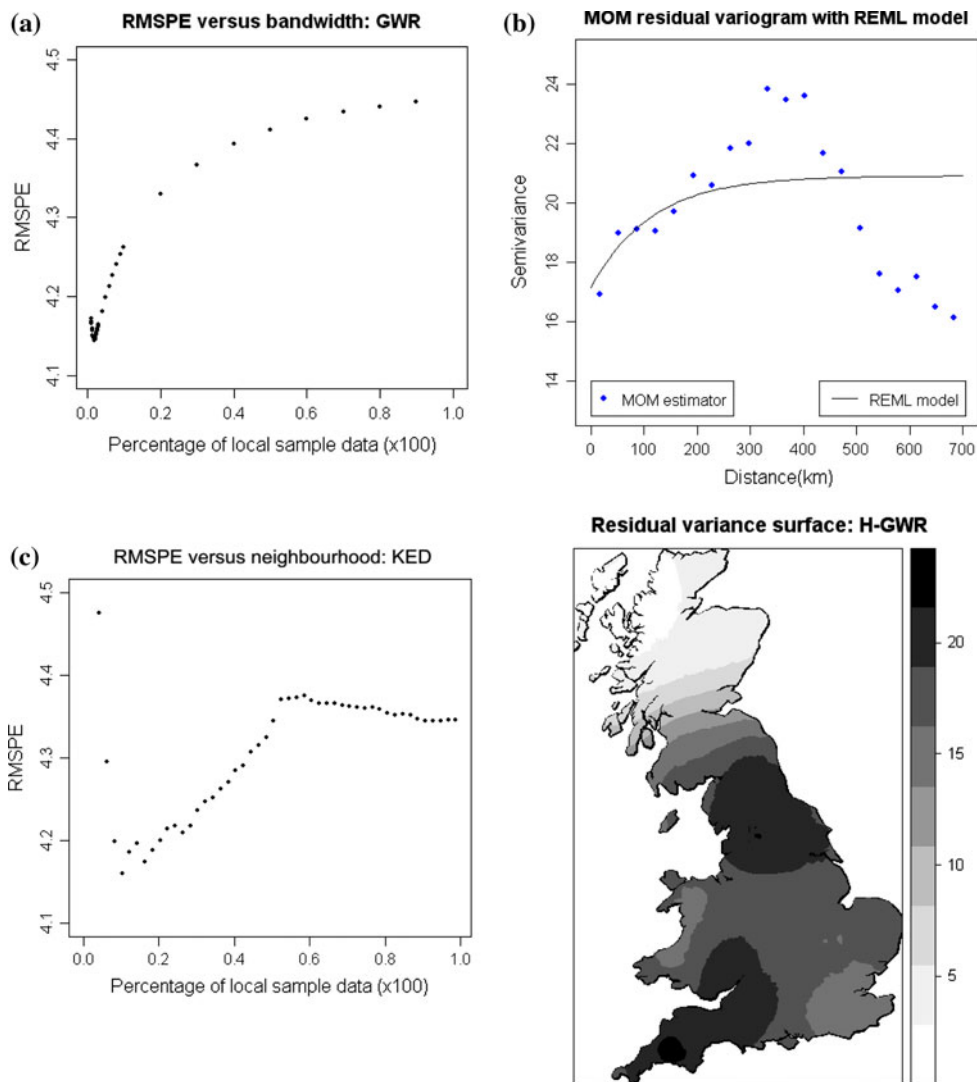 (a)
RMSPE versus bandwidth: GWR
RMSPE
4.5
4.4
4.3
4.2
4.1
0.0 0.2 0.4 0.6 0.8 1.0
Percentage of local sample data (x100)
(b)
MOM residual variogram with REML model
Semivariance
24
22
20
18
16
14
MOM estimator
REML model
0 100 200 300 400 500 600 700
Distance(km)
(c)
RMSPE versus neighbourhood: KED
RMSPE
4.5
4.4
4.3
4.2
4.1
0.0 0.2 0.4 0.6 0.8 1.0
Percentage of local sample data (x100)
Residual variance surface: H-GWR
20
15
10
5